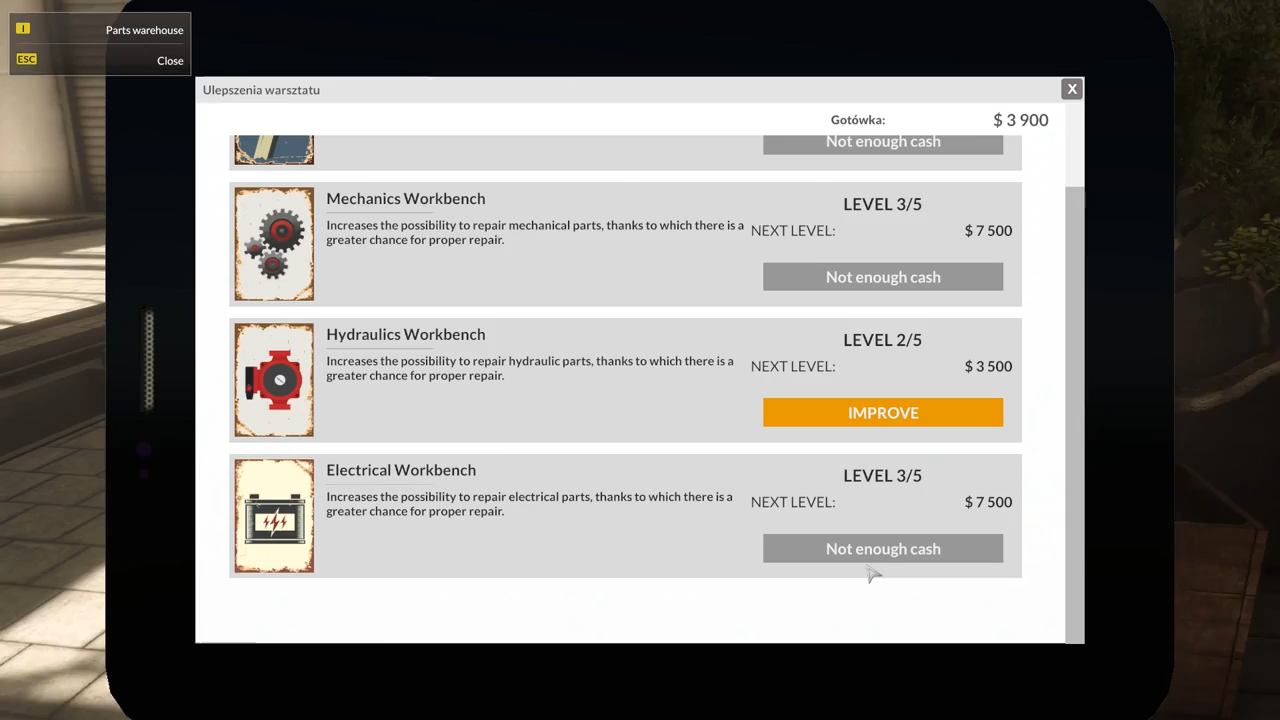 I Parts warehouse
ESC Close
Ulepszenia warsztatu X
Gotówka: $ 3 900
Not enough cash
Mechanics Workbench
Increases the possibility to repair mechanical parts, thanks to which there is a
greater chance for proper repair.
LEVEL 3/5
NEXT LEVEL: $ 7 500
Not enough cash
Hydraulics Workbench
Increases the possibility to repair hydraulic parts, thanks to which there is a
greater chance for proper repair.
LEVEL 2/5
NEXT LEVEL: $ 3 500
IMPROVE
Electrical Workbench
Increases the possibility to repair electrical parts, thanks to which there is a
greater chance for proper repair.
LEVEL 3/5
NEXT LEVEL: $ 7 500
Not enough cash